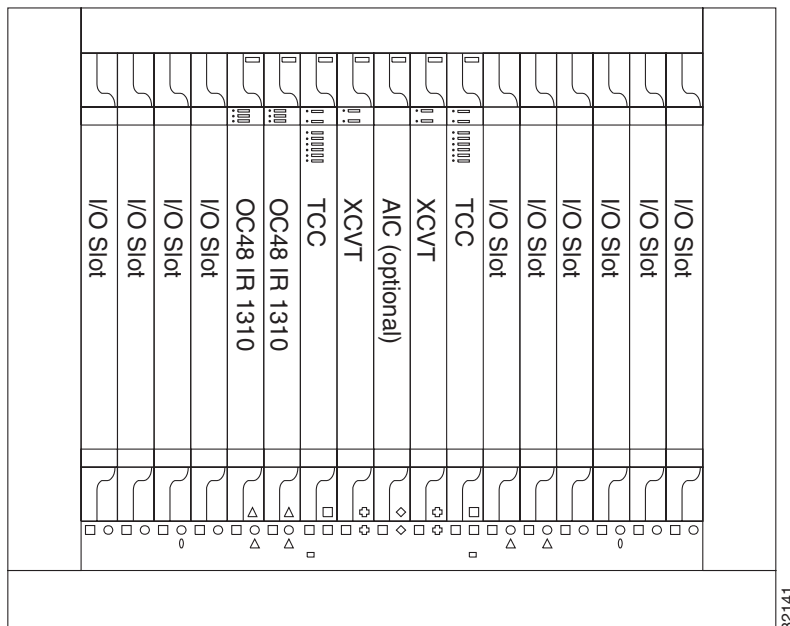 I/O Slot
I/O Slot
I/O Slot
I/O Slot
OC48 IR 1310
OC48 IR 1310
TCC
XCVT
AIC (optional)
XCVT
TCC
I/O Slot
I/O Slot
I/O Slot
I/O Slot
I/O Slot
I/O Slot